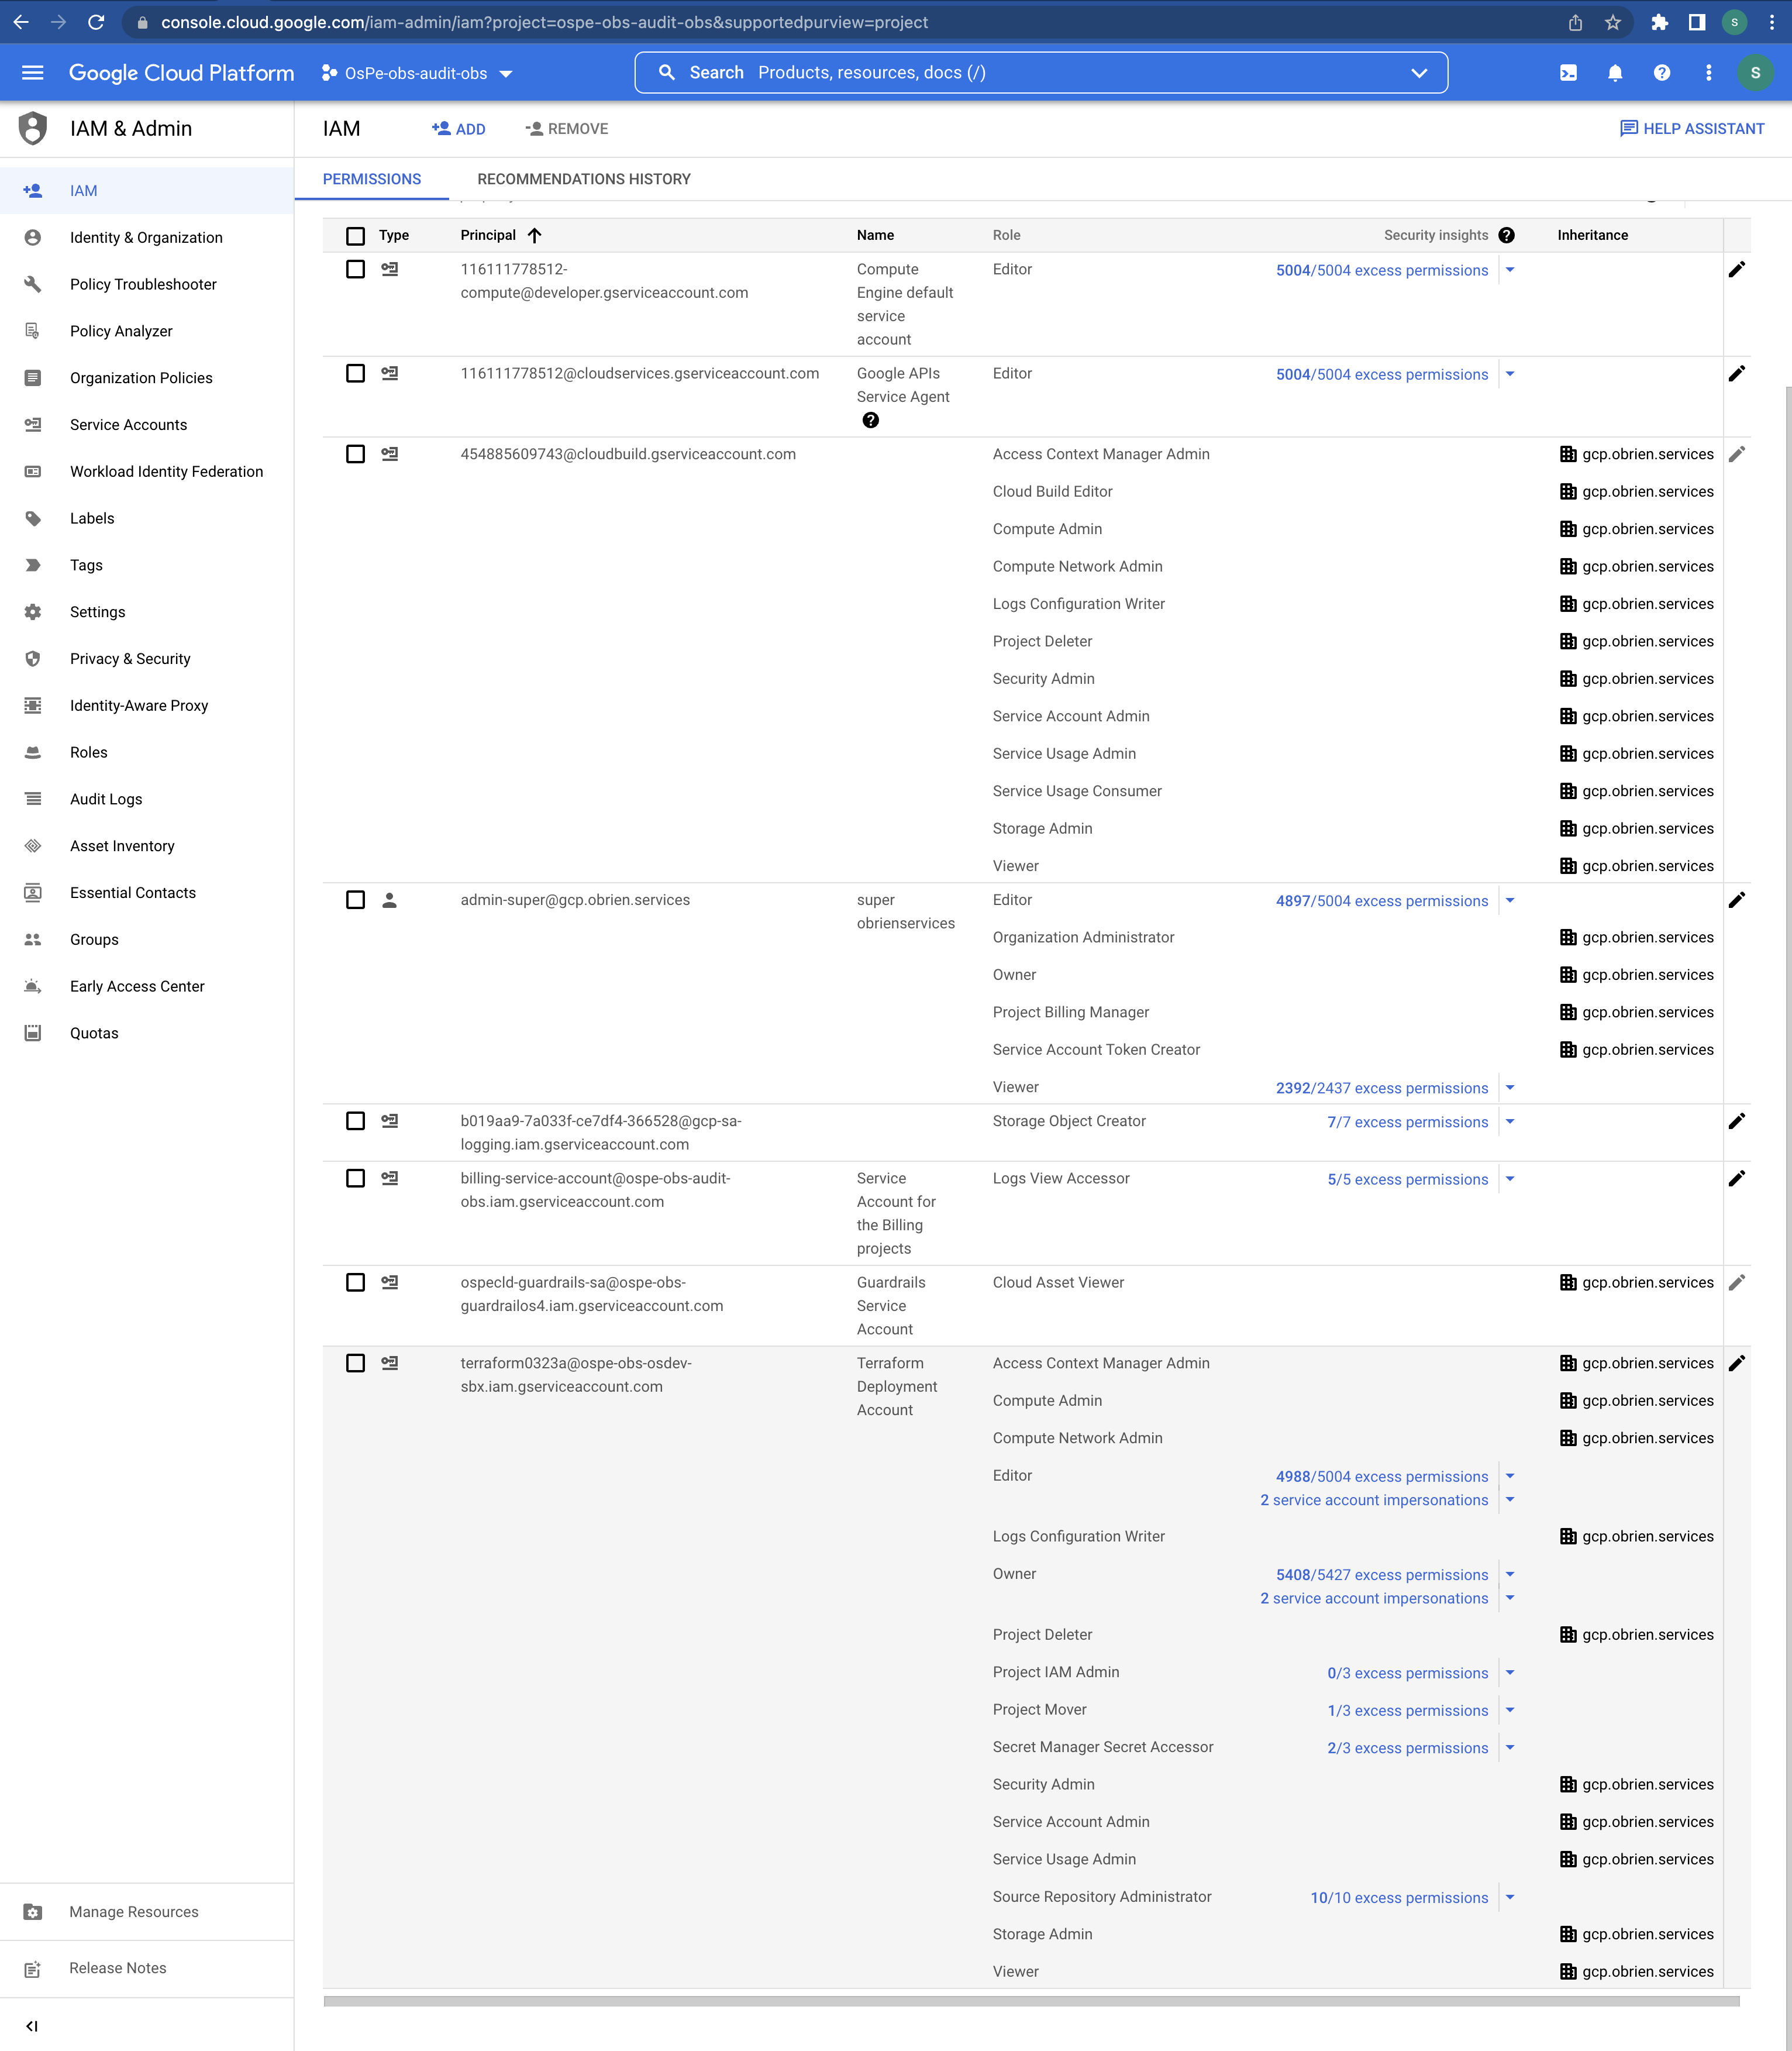 console.cloud.google.com/iam-admin/iam?project=ospe-obs-audit-obs&supportedpurview=project
S
Google Cloud Platform
OsPe-obs-audit-obs
Search Products, resources, docs (/)
S
IAM & Admin
IAM
Identity & Organization
Policy Troubleshooter
Policy Analyzer
Organization Policies
Service Accounts
Workload Identity Federation
Labels
Tags
Settings
Privacy & Security
Identity-Aware Proxy
Roles
Audit Logs
Asset Inventory
Essential Contacts
Groups
Early Access Center
Quotas
Manage Resources
Release Notes
IAM
ADD
REMOVE
HELP ASSISTANT
PERMISSIONS
RECOMMENDATIONS HISTORY
Type Principal Name Role Security insights Inheritance
116111778512-
compute@developer.gserviceaccount.com
Compute
Engine default
service
account
Editor
5004/5004 excess permissions
116111778512@cloudservices.gserviceaccount.com
Google APIs
Service Agent
Editor
5004/5004 excess permissions
454885609743@cloudbuild.gserviceaccount.com
Access Context Manager Admin gcp.obrien.services
Cloud Build Editor gcp.obrien.services
Compute Admin gcp.obrien.services
Compute Network Admin gcp.obrien.services
Logs Configuration Writer gcp.obrien.services
Project Deleter gcp.obrien.services
Security Admin gcp.obrien.services
Service Account Admin gcp.obrien.services
Service Usage Admin gcp.obrien.services
Service Usage Consumer gcp.obrien.services
Storage Admin gcp.obrien.services
Viewer gcp.obrien.services
admin-super@gcp.obrien.services
super
obrienservices
Editor 4897/5004 excess permissions
Organization Administrator gcp.obrien.services
Owner gcp.obrien.services
Project Billing Manager gcp.obrien.services
Service Account Token Creator gcp.obrien.services
Viewer 2392/2437 excess permissions
b019aa9-7a033f-ce7df4-366528@gcp-sa-
logging.iam.gserviceaccount.com
Storage Object Creator 7/7 excess permissions
billing-service-account@ospe-obs-audit-
obs.iam.gserviceaccount.com
Service
Account for
the Billing
projects
Logs View Accessor 5/5 excess permissions
ospecld-guardrails-sa@ospe-obs-
guardrailos4.iam.gserviceaccount.com
Guardrails
Service
Account
Cloud Asset Viewer gcp.obrien.services
terraform0323a@ospe-obs-osdev-
sbx.iam.gserviceaccount.com
Terraform
Deployment
Account
Access Context Manager Admin gcp.obrien.services
Compute Admin gcp.obrien.services
Compute Network Admin gcp.obrien.services
Editor 4988/5004 excess permissions
2 service account impersonations
Logs Configuration Writer gcp.obrien.services
Owner 5408/5427 excess permissions
2 service account impersonations
Project Deleter gcp.obrien.services
Project IAM Admin 0/3 excess permissions
Project Mover 1/3 excess permissions
Secret Manager Secret Accessor 2/3 excess permissions
Security Admin gcp.obrien.services
Service Account Admin gcp.obrien.services
Service Usage Admin gcp.obrien.services
Source Repository Administrator 10/10 excess permissions
Storage Admin gcp.obrien.services
Viewer gcp.obrien.services